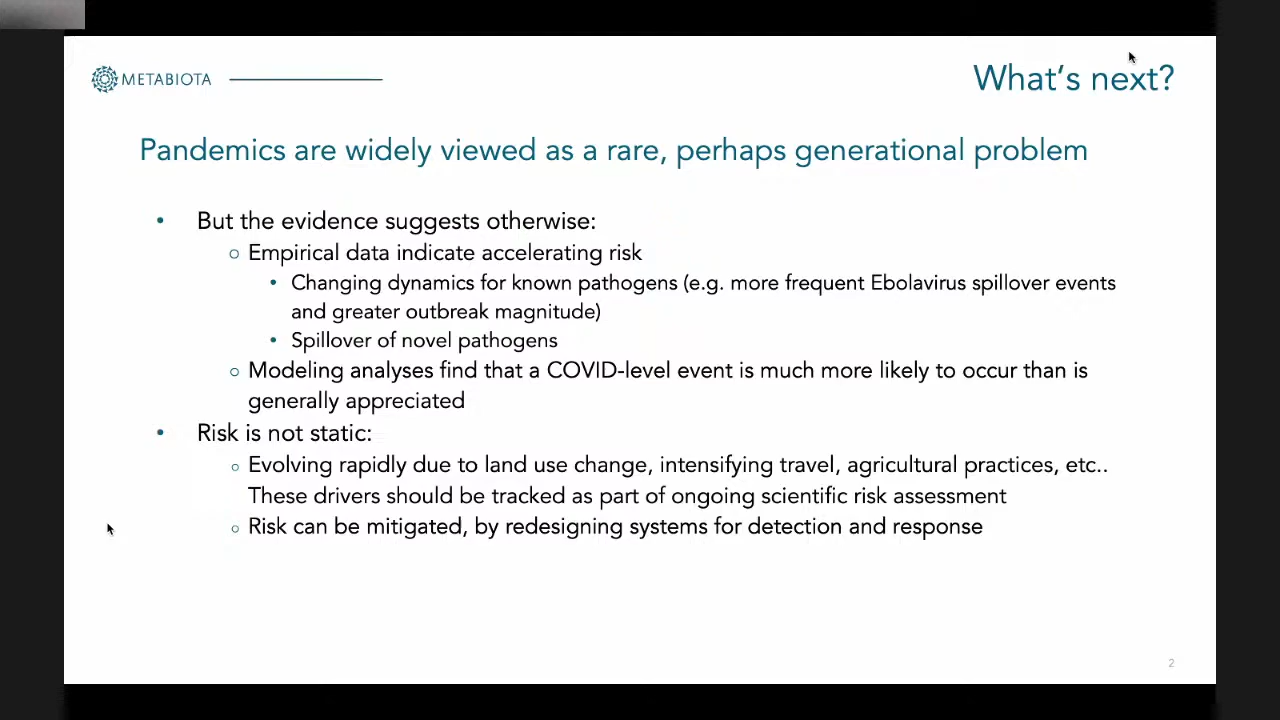 METABIOTA
What's next?
Pandemics are widely viewed as a rare, perhaps generational problem
• But the evidence suggests otherwise:
○ Empirical data indicate accelerating risk
• Changing dynamics for known pathogens (e.g. more frequent Ebolavirus spillover events
and greater outbreak magnitude)
• Spillover of novel pathogens
○ Modeling analyses find that a COVID-level event is much more likely to occur than is
generally appreciated
• Risk is not static:
○ Evolving rapidly due to land use change, intensifying travel, agricultural practices, etc..
These drivers should be tracked as part of ongoing scientific risk assessment
○ Risk can be mitigated, by redesigning systems for detection and response
2